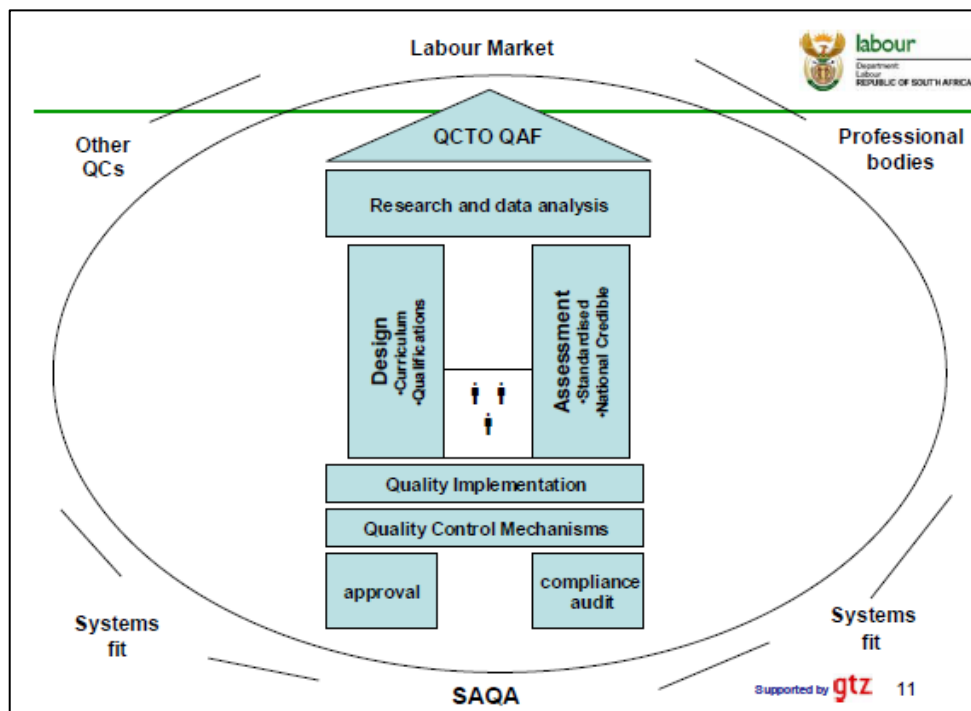 Labour Market
labour
Department:
Labour
REPUBLIC OF SOUTH AFRICA
Other
QCs
Professional
bodies
QCTO QAF
Research and data analysis
Design
•Curriculum
•Qualifications
Assessment
•Standardised
•National Credible
Quality Implementation
Quality Control Mechanisms
approval
compliance
audit
Systems
fit
Systems
fit
SAQA
Supported by gtz 11